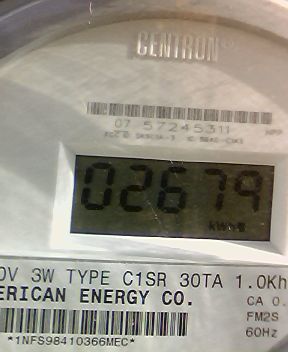 CENTRON®
07 57245311
02679
kWH
0V 3W TYPE C1SR 30TA 1.0Kh
ERICAN ENERGY CO.
CA 0.
FM2S
60Hz
*1NFS98410366MEC*